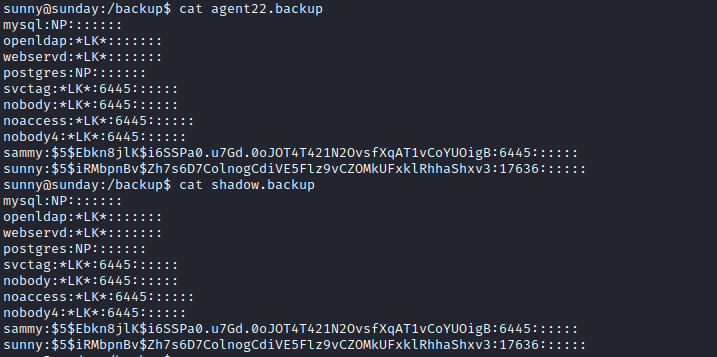 sunny@sunday:/backup$ cat agent22.backup
mysql:NP:::::::
openldap:*LK*:::::::
webservd:*LK*:::::::
postgres:NP:::::::
svctag:*LK*:6445::::::
nobody:*LK*:6445::::::
noaccess:*LK*:6445::::::
nobody4:*LK*:6445::::::
sammy:$5$Ebkn8jlK$i6SSPa0.u7Gd.0oJOT4T421N2OvsfXqAT1vCoYUOigB:6445::::::
sunny:$5$iRMbpnBv$Zh7s6D7ColnogCdiVE5Flz9vCZOMkUFxklRhhaShxv3:17636::::::
sunny@sunday:/backup$ cat shadow.backup
mysql:NP:::::::
openldap:*LK*:::::::
webservd:*LK*:::::::
postgres:NP:::::::
svctag:*LK*:6445::::::
nobody:*LK*:6445::::::
noaccess:*LK*:6445::::::
nobody4:*LK*:6445::::::
sammy:$5$Ebkn8jlK$i6SSPa0.u7Gd.0oJOT4T421N2OvsfXqAT1vCoYUOigB:6445::::::
sunny:$5$iRMbpnBv$Zh7s6D7ColnogCdiVE5Flz9vCZOMkUFxklRhhaShxv3:17636::::::